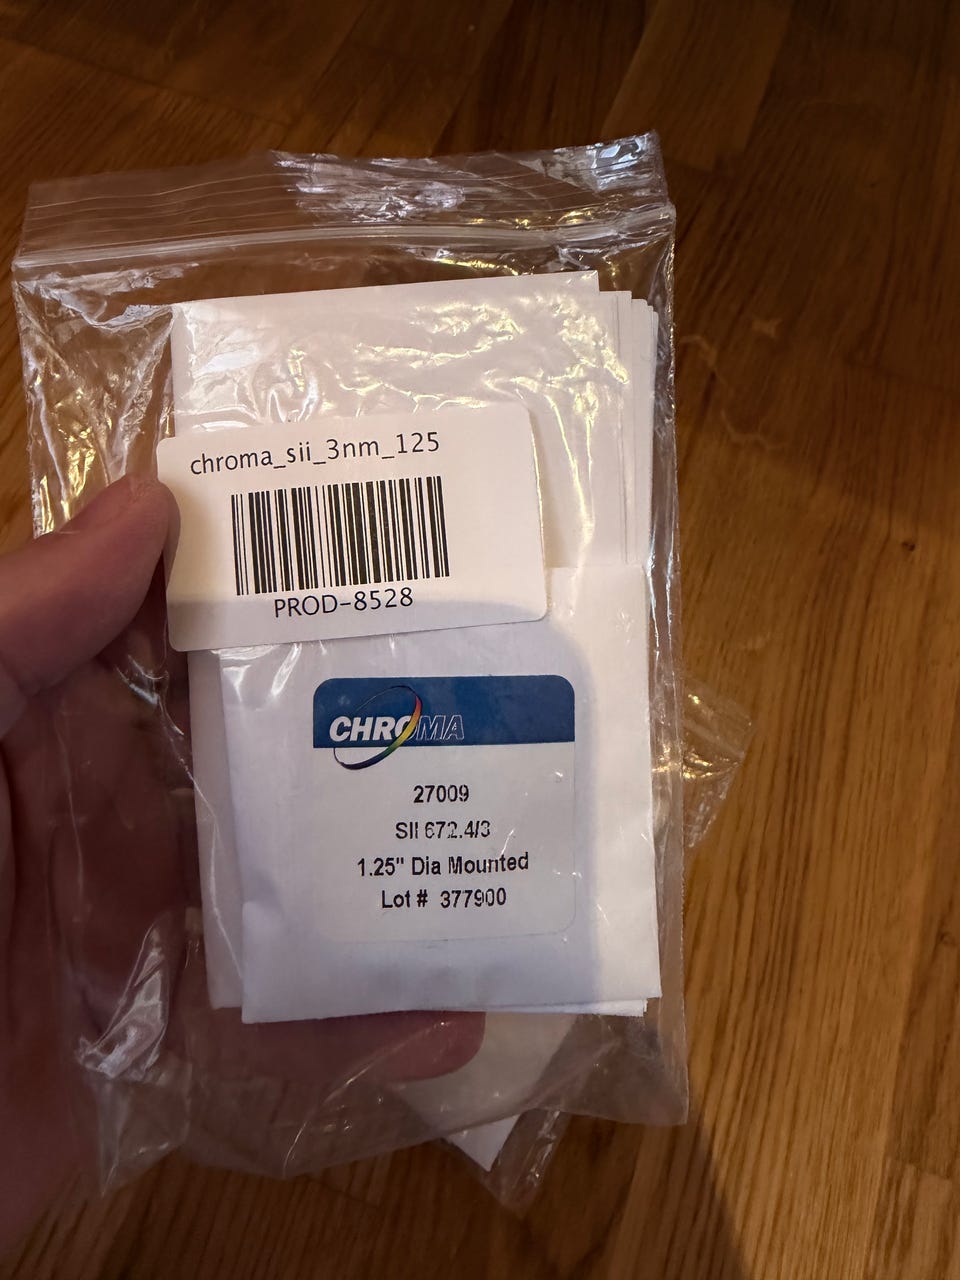 chroma_sii_3nm_125
PROD-8528
CHROMA
27009
SII 672.4/3
1.25" Dia Mounted
Lot # 377900